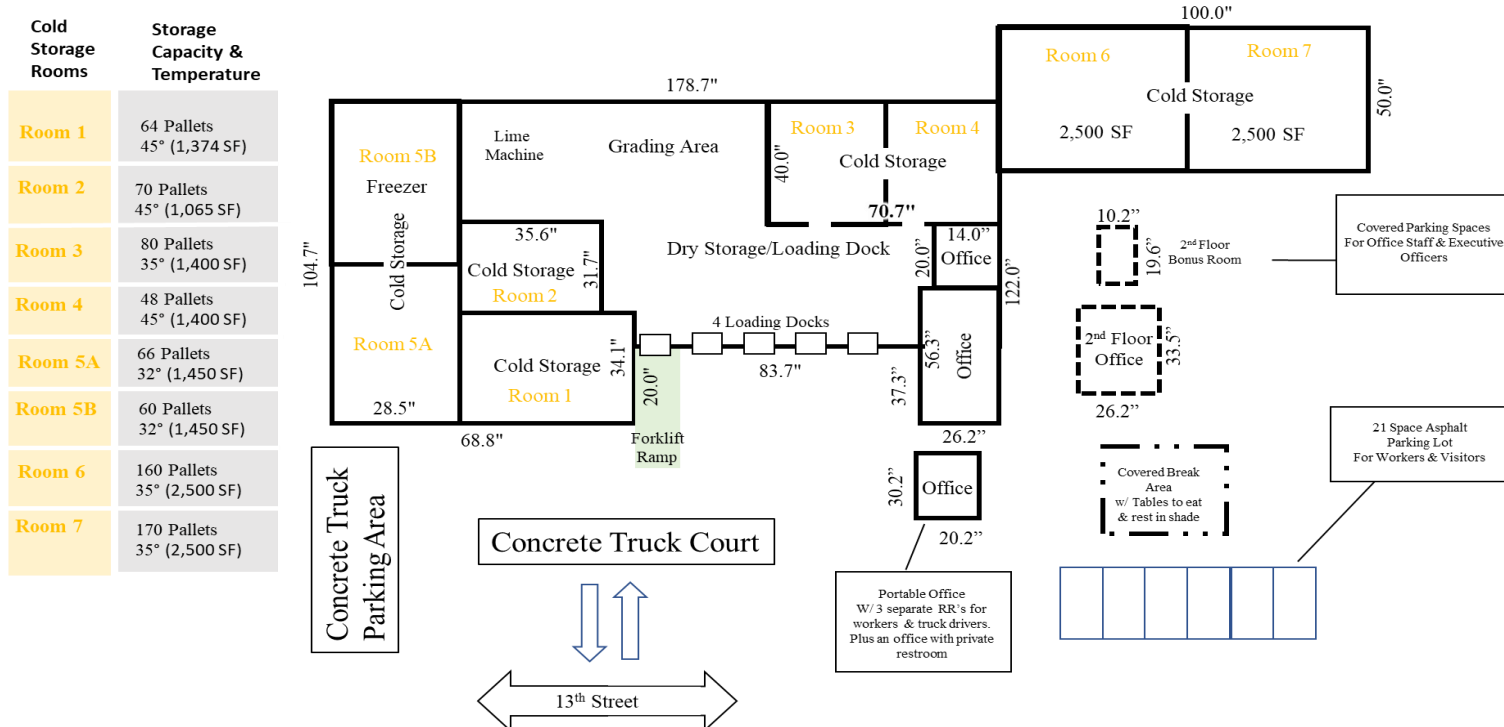 Cold
Storage
Rooms
Storage
Capacity &
Temperature
Room 1
64 Pallets
45° (1,374 SF)
Room 2
70 Pallets
45° (1,065 SF)
Room 3
80 Pallets
35° (1,400 SF)
Room 4
48 Pallets
45° (1,400 SF)
Room 5A
66 Pallets
32° (1,450 SF)
Room 5B
60 Pallets
32° (1,450 SF)
Room 6
160 Pallets
35° (2,500 SF)
Room 7
170 Pallets
35° (2,500 SF)
178.7"
104.7"
Room 5B
Freezer
Cold Storage
Room 5A
28.5"
68.8"
Lime
Machine
Grading Area
35.6"
31.7"
Cold Storage
Room 2
34.1"
Cold Storage
Room 1
Room 3
Room 4
Cold Storage
40.0"
70.7"
Dry Storage/Loading Dock
4 Loading Docks
83.7"
20.0"
Forklift
Ramp
14.0”
Office
20.0”
122.0”
56.3”
Office
37.3”
26.2”
100.0"
Room 6
Room 7
Cold Storage
2,500 SF
2,500 SF
50.0"
10.2”
19.6”
2nd Floor
Bonus Room
Covered Parking Spaces
For Office Staff & Executive
Officers
2nd Floor
Office
33.5”
26.2”
21 Space Asphalt
Parking Lot
For Workers & Visitors
Covered Break
Area
w/ Tables to eat
& rest in shade
30.2”
Office
20.2”
Portable Office
W/ 3 separate RR's for
workers & truck drivers.
Plus an office with private
restroom
Concrete Truck
Parking Area
Concrete Truck Court
13th Street